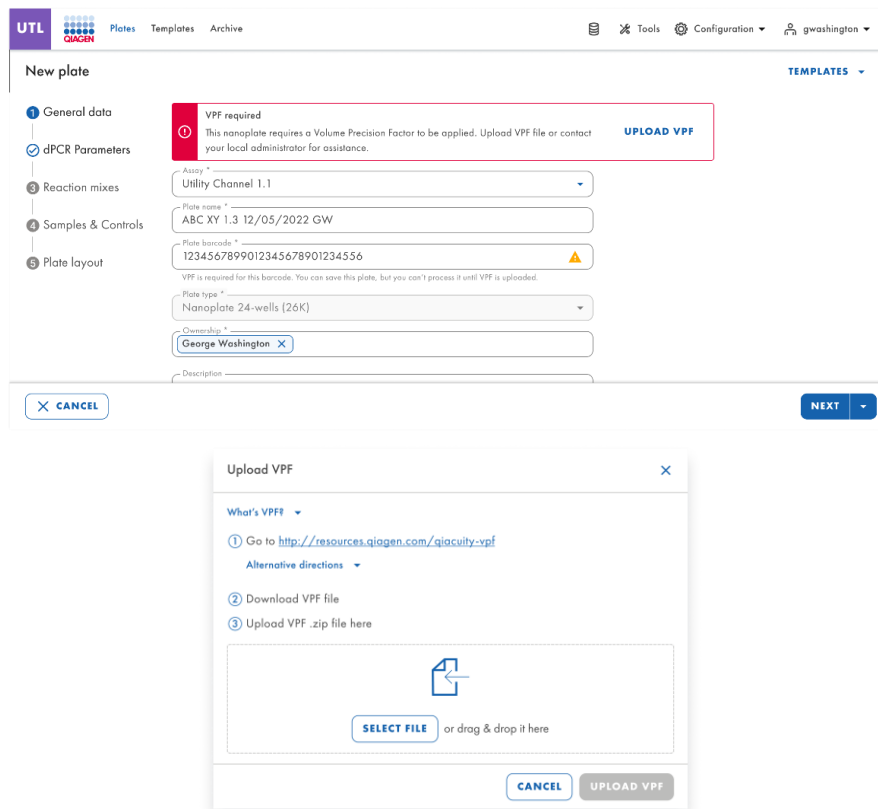 UTL
QIAGEN
Plates
Templates
Archive
Tools
Configuration
gwashington
New plate
TEMPLATES
1 General data
dPCR Parameters
3 Reaction mixes
4 Samples & Controls
5 Plate layout
VPF required
This nanoplate requires a Volume Precision Factor to be applied. Upload VPF file or contact
your local administrator for assistance.
UPLOAD VPF
Assay *
Utility Channel 1.1
Plate name *
ABC XY 1.3 12/05/2022 GW
Plate barcode *
12345678990123456789012345​56
VPF is required for this barcode. You can save this plate, but you can't process it until VPF is uploaded.
Plate type *
Nanoplate 24-wells (26K)
Ownership *
George Washington
Description
CANCEL
NEXT
Upload VPF
What's VPF?
1 Go to http://resources.qiagen.com/qiacuity-vpf
Alternative directions
2 Download VPF file
3 Upload VPF .zip file here
SELECT FILE or drag & drop it here
CANCEL
UPLOAD VPF